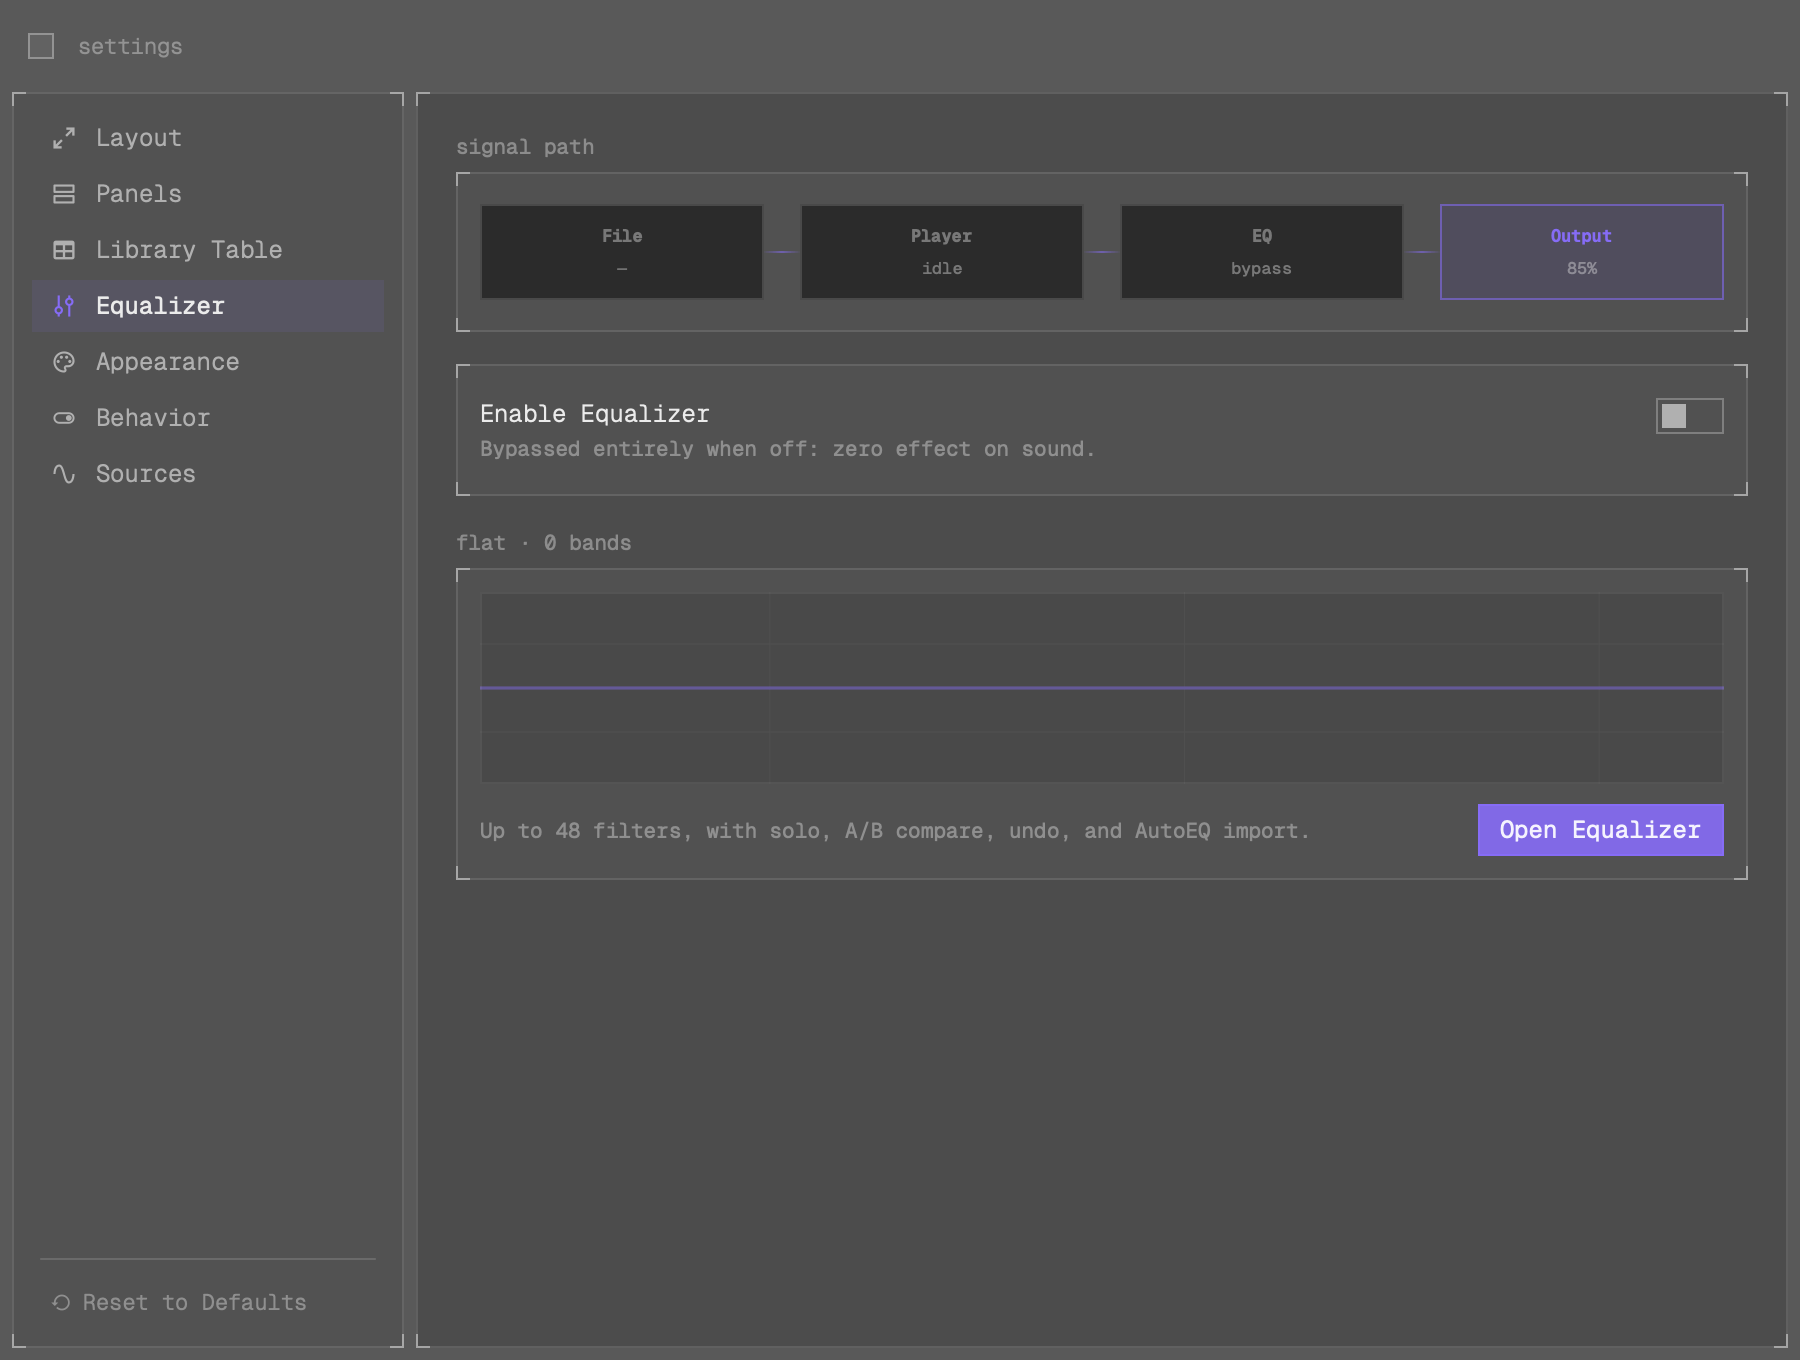 settings
Layout
Panels
Library Table
Equalizer
Appearance
Behavior
Sources
Reset to Defaults
signal path
File
—
Player
idle
EQ
bypass
Output
85%
Enable Equalizer
Bypassed entirely when off: zero effect on sound.
flat · 0 bands
Up to 48 filters, with solo, A/B compare, undo, and AutoEQ import.
Open Equalizer